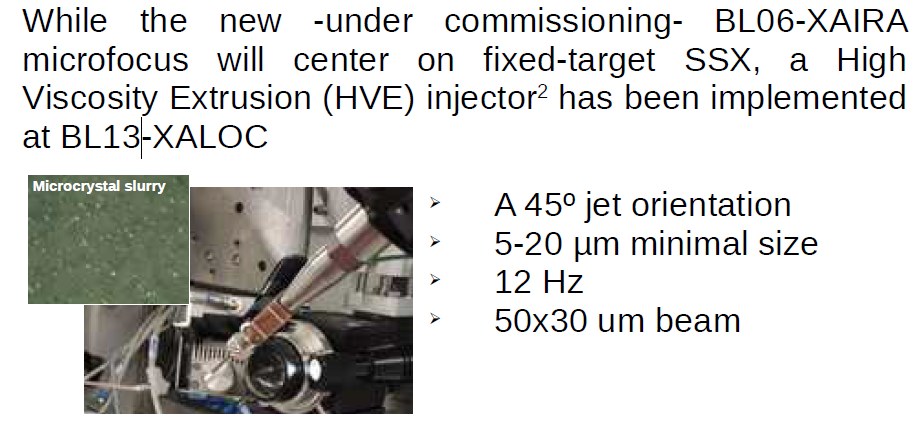 While the new -under commissioning- BL06-XAIRA
microfocus will center on fixed-target SSX, a High
Viscosity Extrusion (HVE) injector² has been implemented
at BL13-XALOC
Microcrystal slurry
A 45º jet orientation
5-20 µm minimal size
12 Hz
50x30 um beam